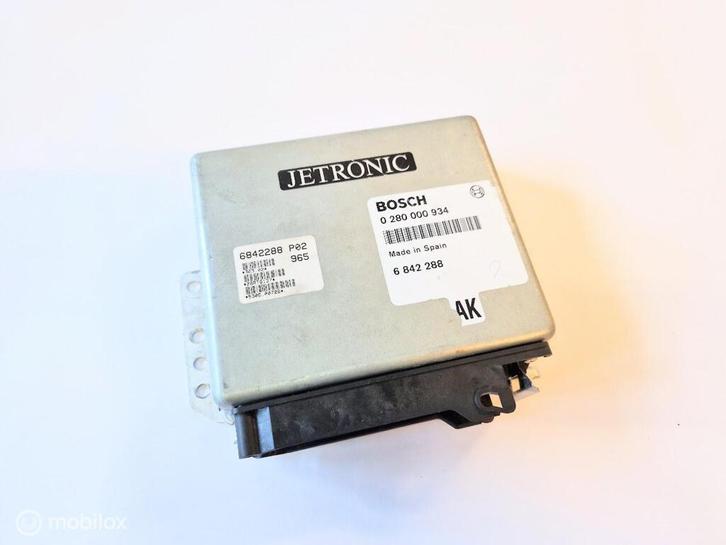 JETRONIC
BOSCH
0 280 000 934
Made in Spain
6 842 288
AK
6842288 P02
965
mobilox